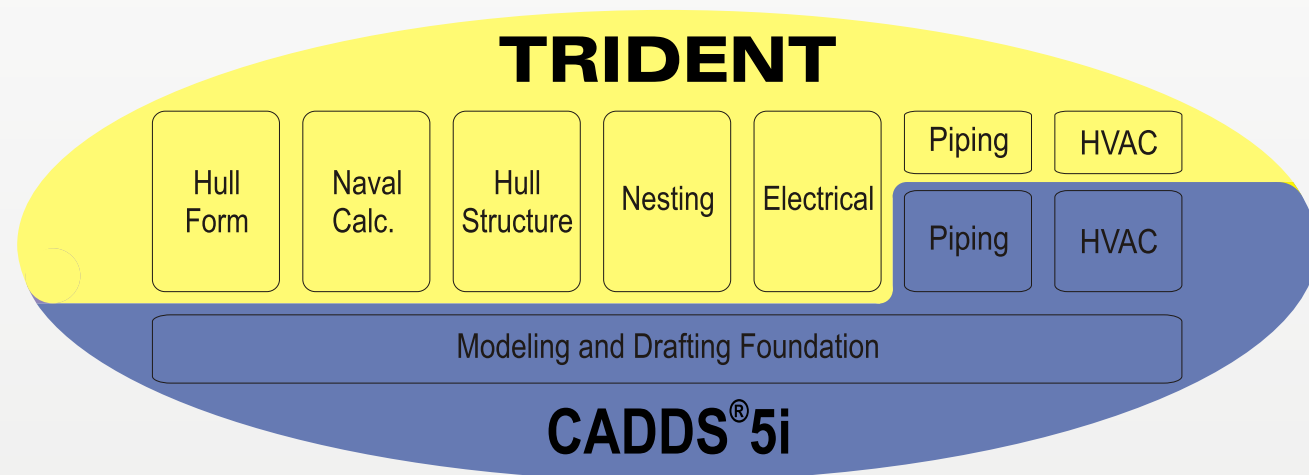 TRIDENT
Hull
Form
Naval
Calc.
Hull
Structure
Nesting
Electrical
Piping
HVAC
Piping
HVAC
Modeling and Drafting Foundation
CADDS®5i